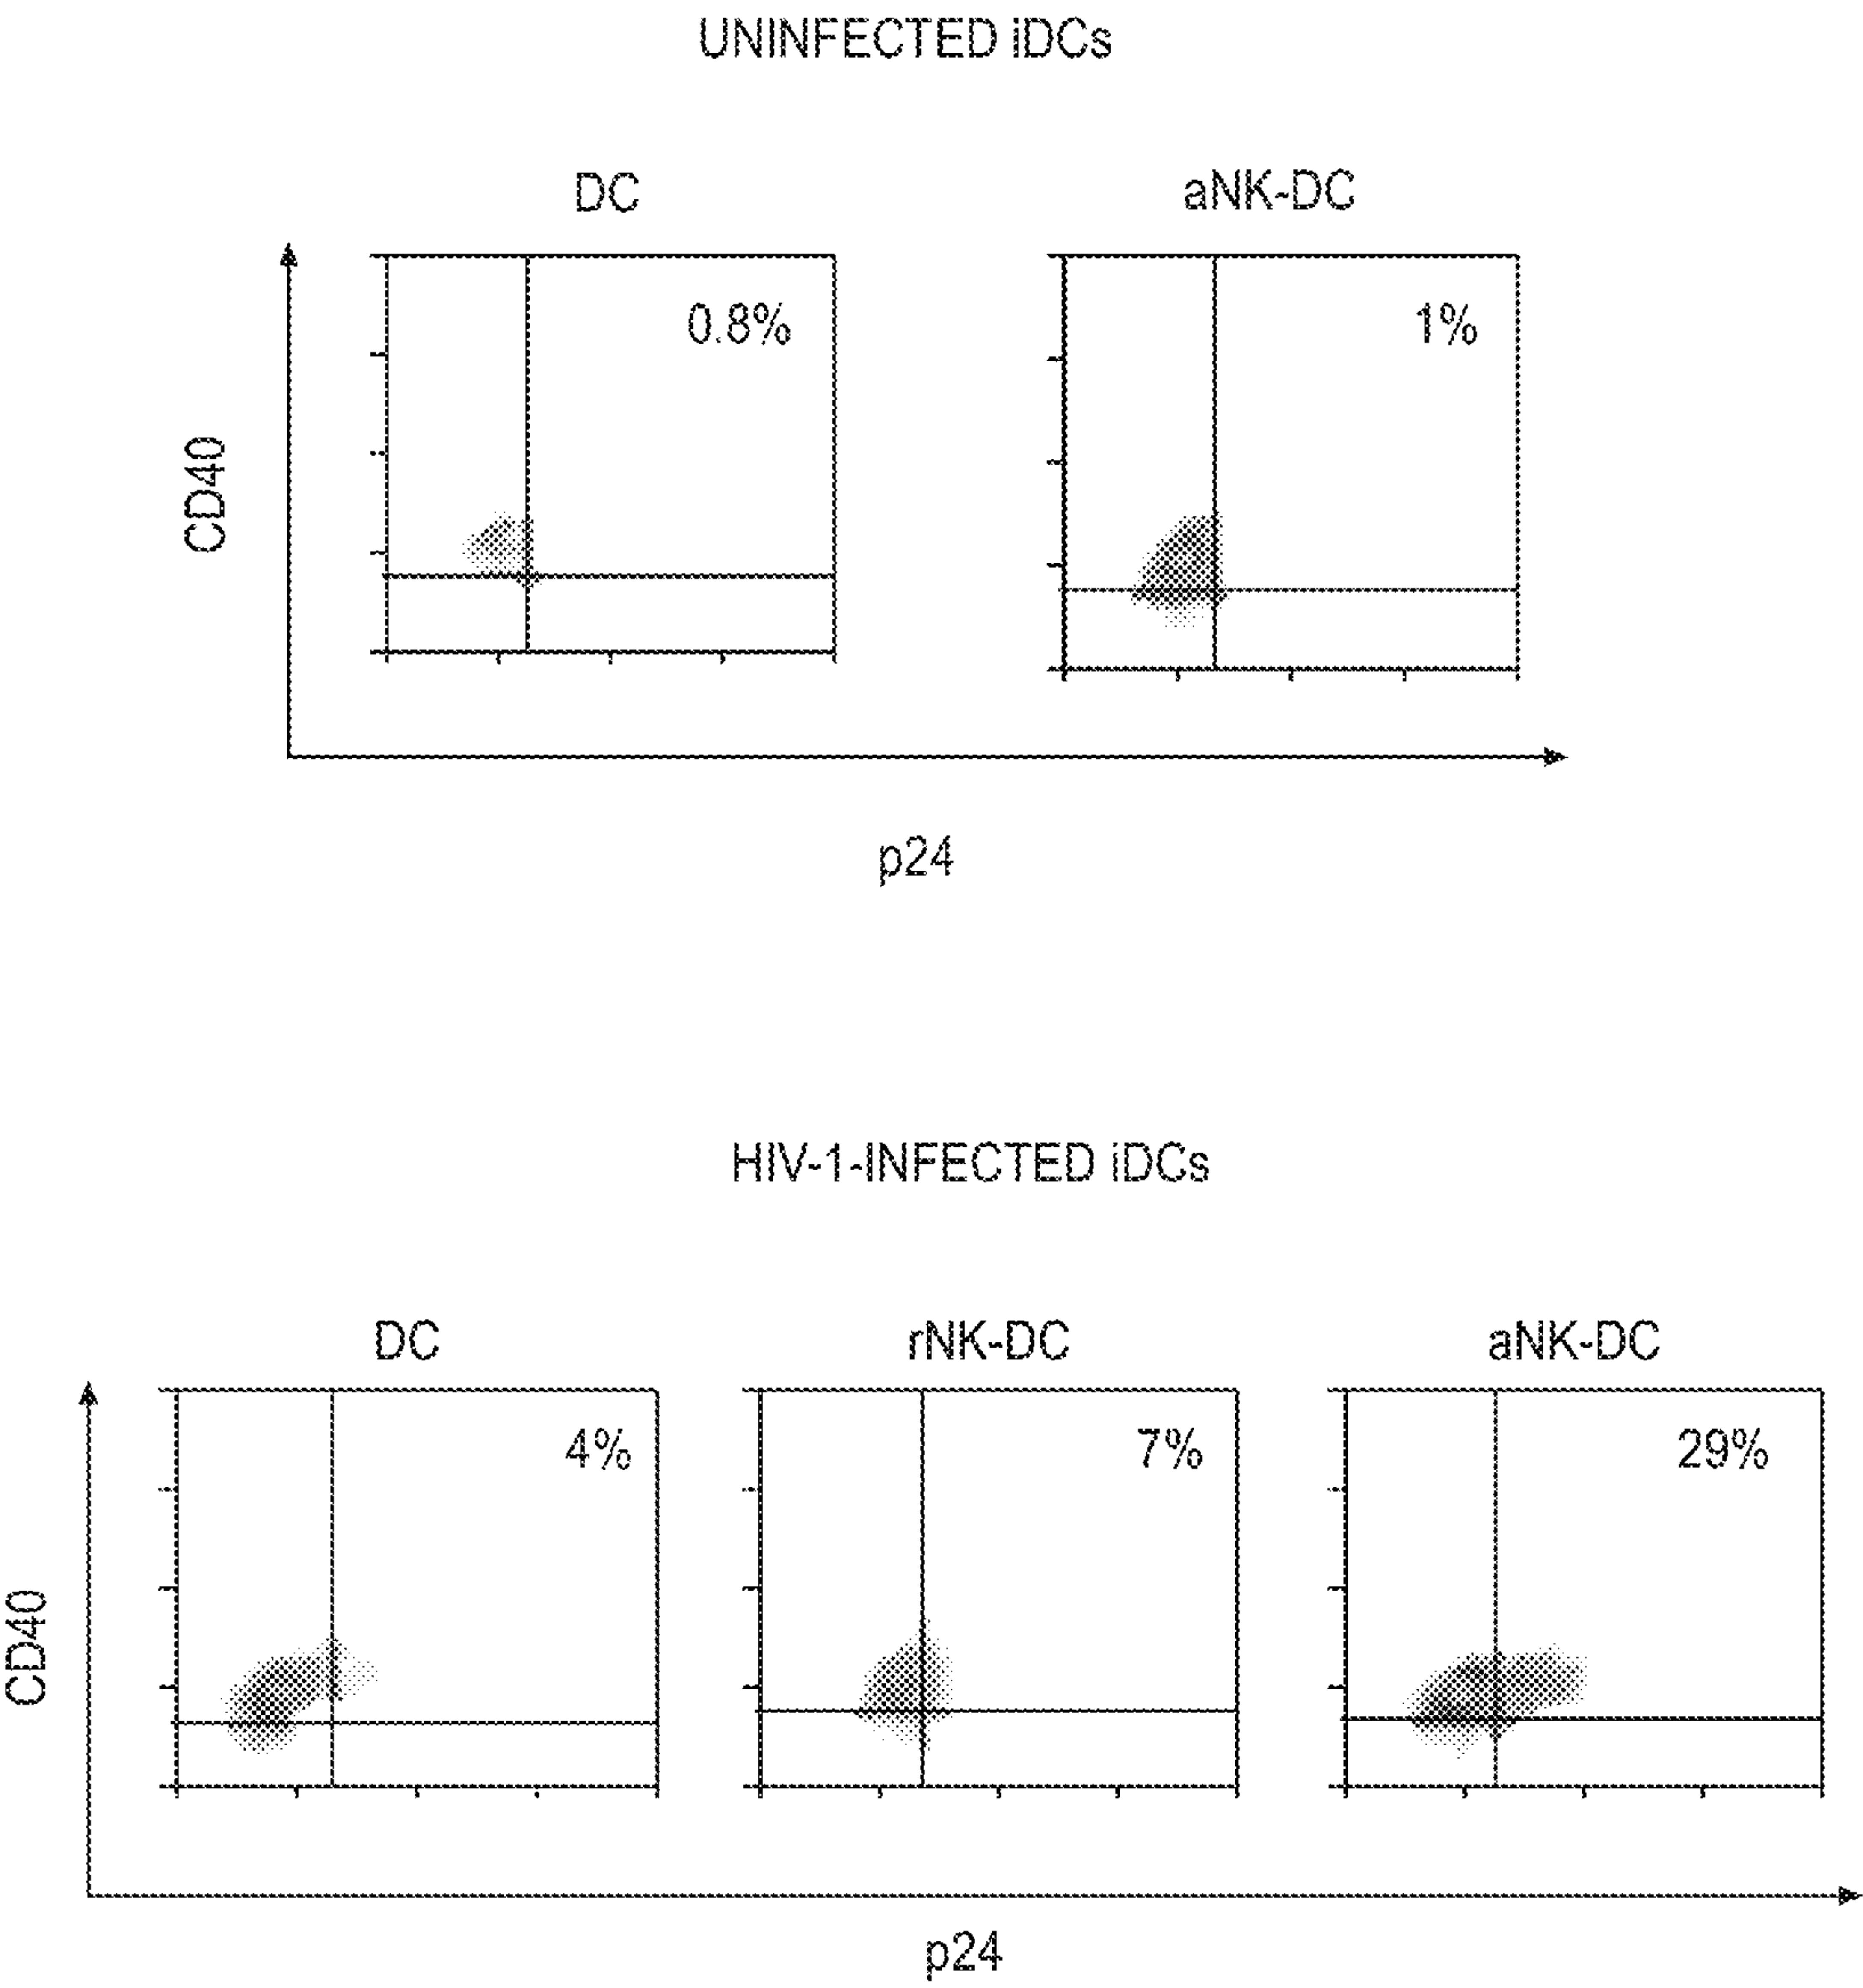 UNINFECTED iDCs
DC
aNK-DC
0.8%
1%
CD40
p24
HIV-1-INFECTED iDCs
DC
rNK-DC
aNK-DC
4%
7%
29%
CD40
p24